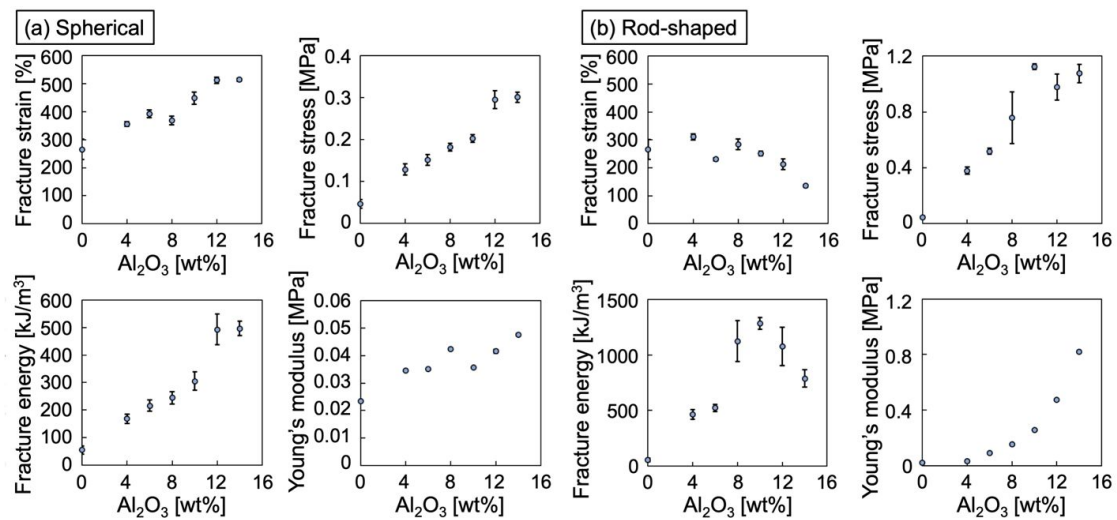 (a) Spherical
Fracture strain [%]
600
500
400
300
200
100
0
0 4 8 12 16
Al₂O₃ [wt%]
Fracture stress [MPa]
0.4
0.3
0.2
0.1
0
0 4 8 12 16
Al₂O₃ [wt%]
Fracture energy [kJ/m³]
600
500
400
300
200
100
0
0 4 8 12 16
Al₂O₃ [wt%]
Young's modulus [MPa]
0.06
0.05
0.04
0.03
0.02
0.01
0
0 4 8 12 16
Al₂O₃ [wt%]
(b) Rod-shaped
Fracture strain [%]
600
500
400
300
200
100
0
0 4 8 12 16
Al₂O₃ [wt%]
Fracture stress [MPa]
1.2
0.8
0.4
0
0 4 8 12 16
Al₂O₃ [wt%]
Fracture energy [kJ/m³]
1500
1000
500
0
0 4 8 12 16
Al₂O₃ [wt%]
Young's modulus [MPa]
1.2
0.8
0.4
0
0 4 8 12 16
Al₂O₃ [wt%]